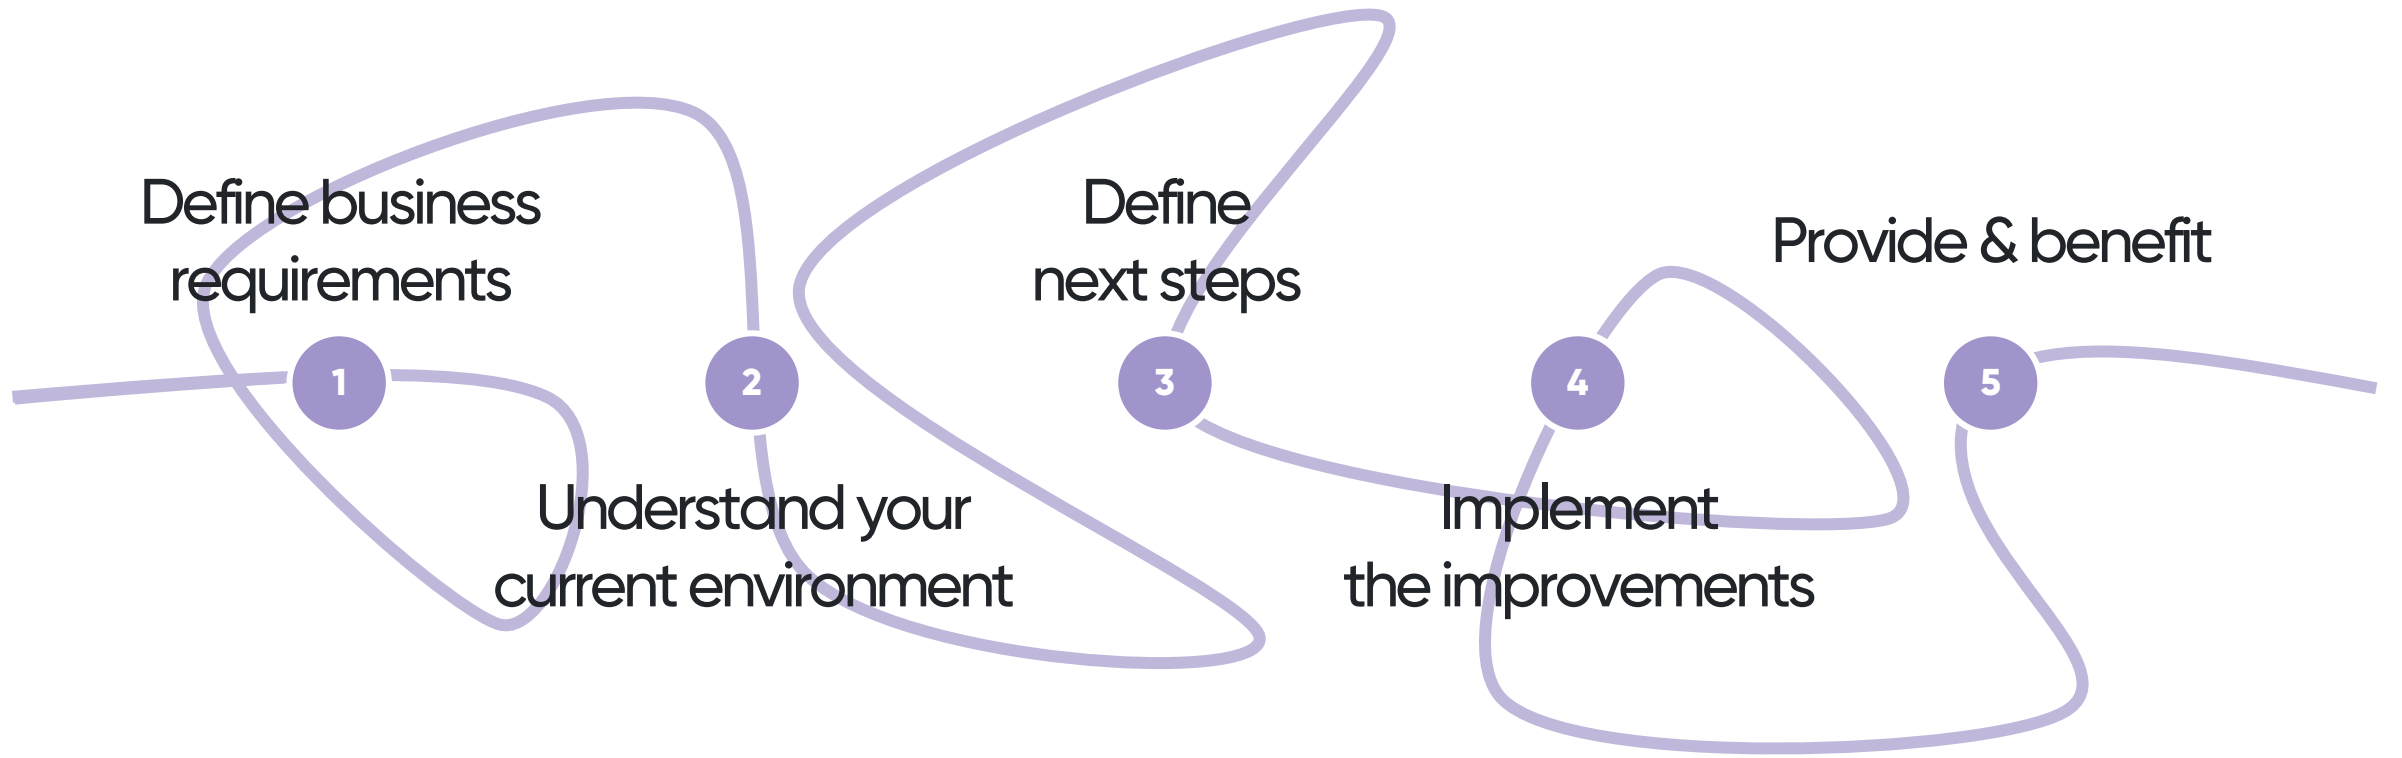 Define business
requirements
1
2
Understand your
current environment
Define
next steps
3
4
Implement
the improvements
Provide & benefit
5